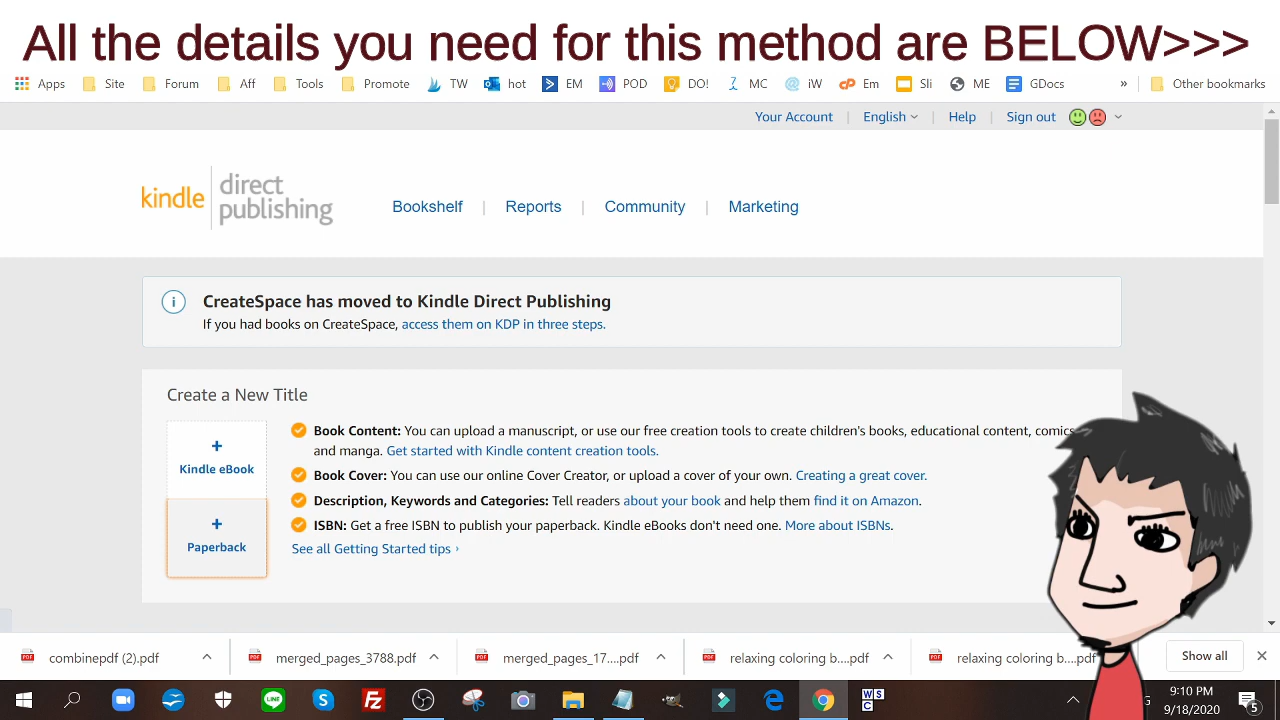 All the details you need for this method are BELOW>>>
Apps Site Forum Aff Tools Promote TW hot EM POD DO! MC iW Em Sli ME GDocs » Other bookmarks
Your Account English Help Sign out
kindle direct publishing
Bookshelf Reports Community Marketing
CreateSpace has moved to Kindle Direct Publishing
If you had books on CreateSpace, access them on KDP in three steps.
Create a New Title
+
Kindle eBook
+
Paperback
Book Content: You can upload a manuscript, or use our free creation tools to create children's books, educational content, comics
and manga. Get started with Kindle content creation tools.
Book Cover: You can use our online Cover Creator, or upload a cover of your own. Creating a great cover.
Description, Keywords and Categories: Tell readers about your book and help them find it on Amazon.
ISBN: Get a free ISBN to publish your paperback. Kindle eBooks don't need one. More about ISBNs.
See all Getting Started tips ›
combinepdf (2).pdf merged_pages_17....pdf relaxing coloring b....pdf relaxing coloring b....pdf Show all
9:10 PM
9/18/2020
5